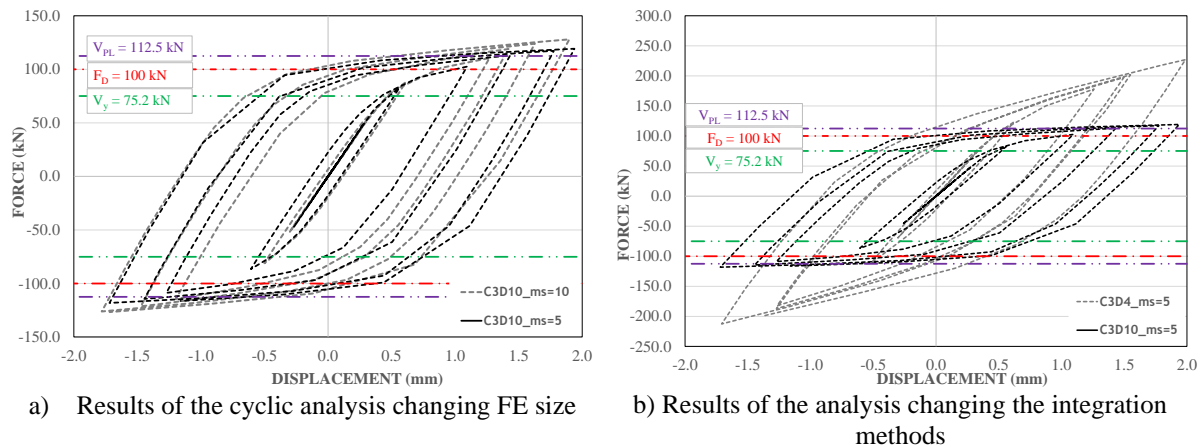 150.0
100.0
50.0
0.0
-50.0
-100.0
-150.0
FORCE (kN)
V_PL = 112.5 kN
F_D = 100 kN
V_y = 75.2 kN
C3D10_ms=10
C3D10_ms=5
-2.0 -1.5 -1.0 -0.5 0.0 0.5 1.0 1.5 2.0
DISPLACEMENT (mm)
a) Results of the cyclic analysis changing FE size
300.0
250.0
200.0
150.0
100.0
50.0
0.0
-50.0
-100.0
-150.0
-200.0
-250.0
FORCE (kN)
V_PL = 112.5 kN
F_D = 100 kN
V_y = 75.2 kN
C3D4_ms=5
C3D10_ms=5
-2.0 -1.5 -1.0 -0.5 0.0 0.5 1.0 1.5 2.0
DISPLACEMENT (mm)
b) Results of the analysis changing the integration
methods